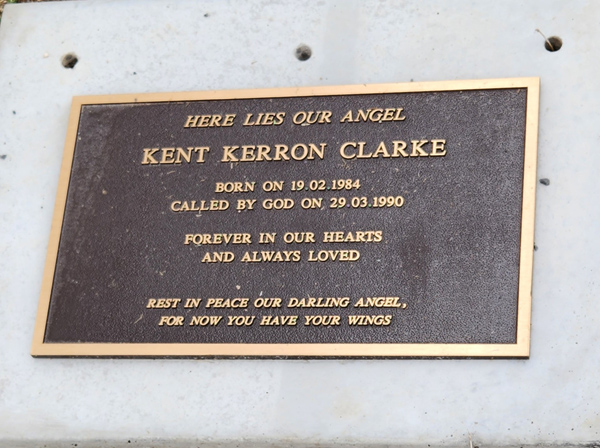 HERE LIES OUR ANGEL
KENT KERRON CLARKE
BORN ON 19.02.1984
CALLED BY GOD ON 29.03.1990
FOREVER IN OUR HEARTS
AND ALWAYS LOVED
REST IN PEACE OUR DARLING ANGEL,
FOR NOW YOU HAVE YOUR WINGS